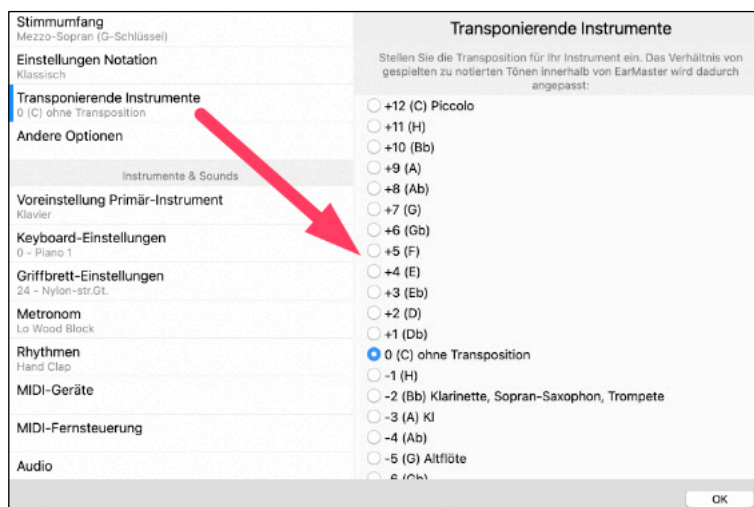 Stimmumfang
Mezzo-Sopran (G-Schlüssel)
Einstellungen Notation
Klassisch
Transponierende Instrumente
0 (C) ohne Transposition
Andere Optionen
Instrumente & Sounds
Voreinstellung Primär-Instrument
Klavier
Keyboard-Einstellungen
0 - Piano 1
Griffbrett-Einstellungen
24 - Nylon-str.Gt.
Metronom
Lo Wood Block
Rhythmen
Hand Clap
MIDI-Geräte
MIDI-Fernsteuerung
Audio
Transponierende Instrumente
Stellen Sie die Transposition für Ihr Instrument ein. Das Verhältnis von
gespielten zu notierten Tönen innerhalb von EarMaster wird dadurch
angepasst:
+12 (C) Piccolo
+11 (H)
+10 (Bb)
+9 (A)
+8 (Ab)
+7 (G)
+6 (Gb)
+5 (F)
+4 (E)
+3 (Eb)
+2 (D)
+1 (Db)
0 (C) ohne Transposition
-1 (H)
-2 (Bb) Klarinette, Sopran-Saxophon, Trompete
-3 (A) Kl
-4 (Ab)
-5 (G) Altflöte
-6 (Gb)
OK